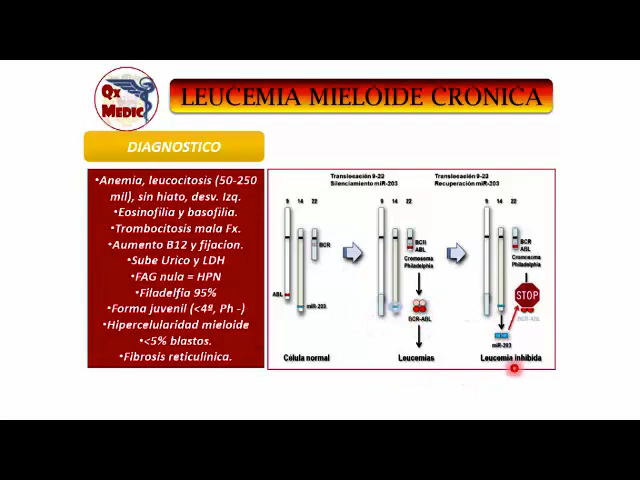 Qx
MEDIC
LEUCEMIA MIELOIDE CRONICA
DIAGNOSTICO
•Anemia, leucocitosis (50-250
mil), sin hiato, desv. Izq.
•Eosinofilia y basofilia.
•Trombocitosis mala Fx.
•Aumento B12 y fijacion.
•Sube Urico y LDH
•FAG nula = HPN
•Filadelfia 95%
•Forma juvenil (<4ª, Ph -)
•Hipercelularidad mieloide
•<5% blastos.
•Fibrosis reticulinica.
Translocación 9-22
Silenciamiento miR-203
Translocación 9-22
Recuperación miR-203
9 14 22
9 14 22
9 14 22
BCR
ABL
miR-203
Célula normal
BCR
ABL
Cromosoma
Philadelphia
BCR-ABL
Leucemias
BCR
ABL
Cromosoma
Philadelphia
STOP
BCR-ABL
miR-203
Leucemia inhibida